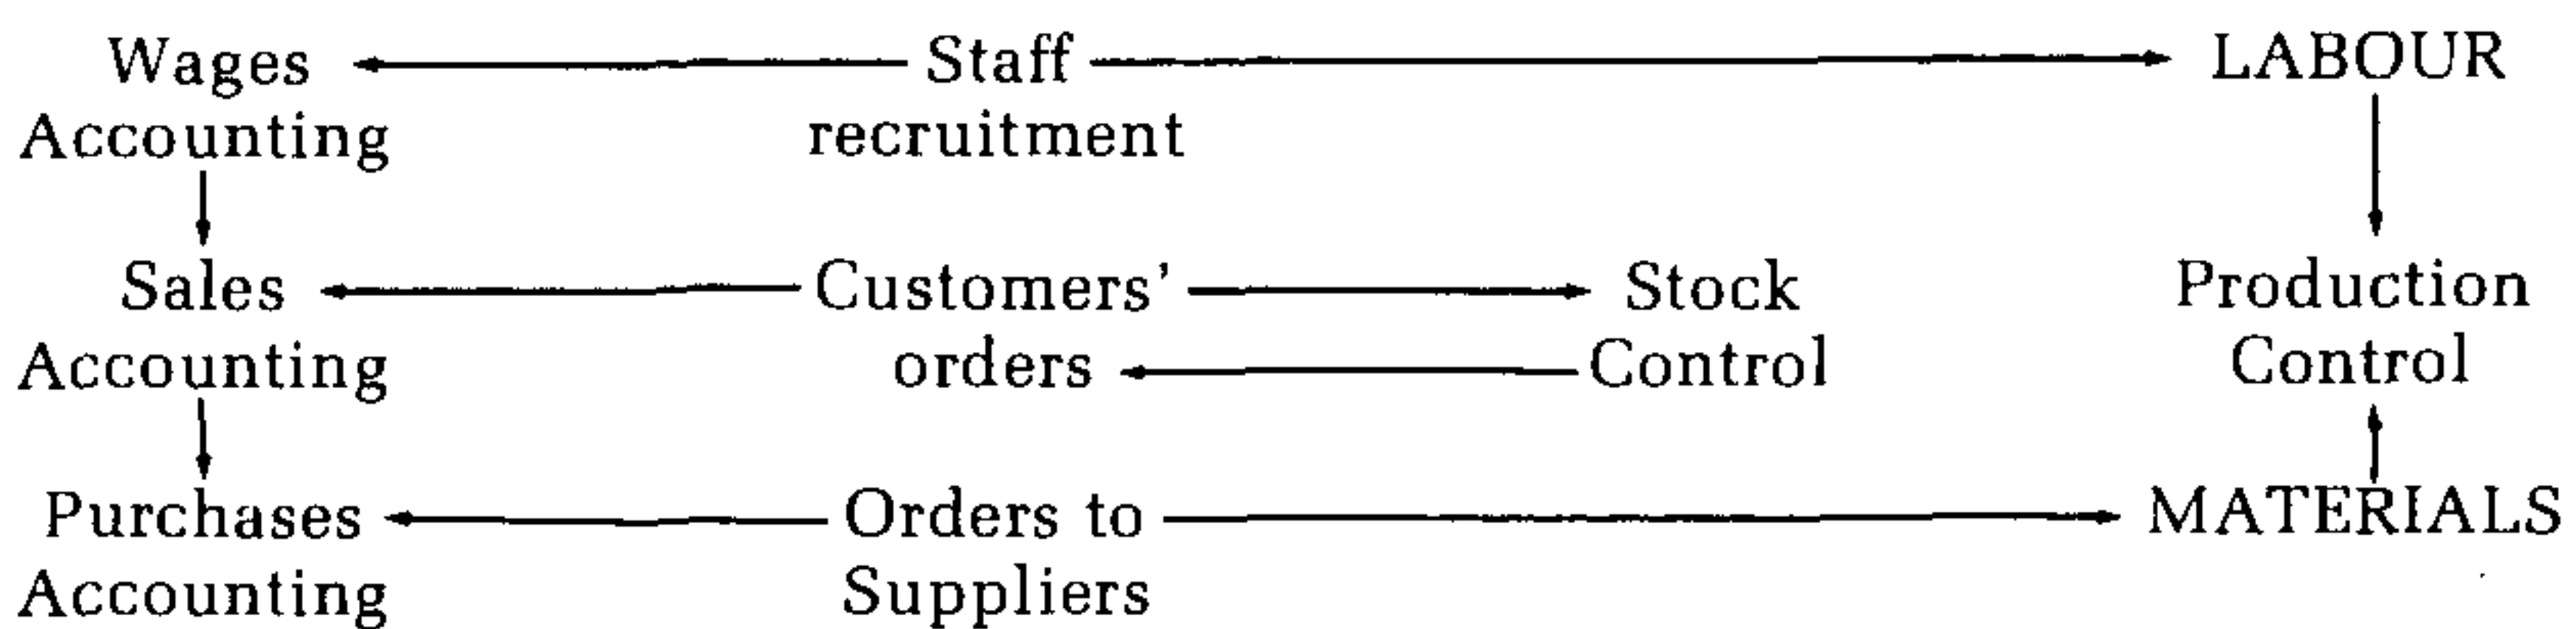 Wages Staff LABOUR
Accounting recruitment
Sales Customers' Stock Production
Accounting orders Control Control
Purchases Orders to MATERIALS
Accounting Suppliers